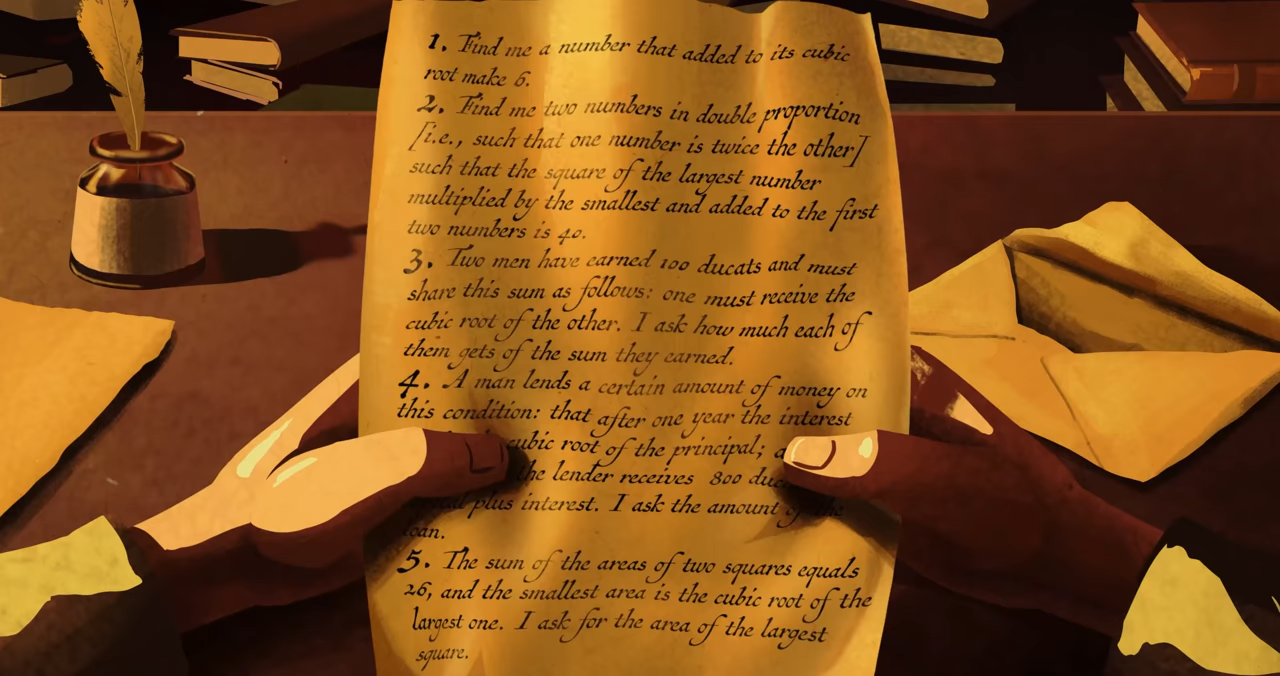 1. Find me a number that added to its cubic
root make 6.
2. Find me two numbers in double proportion
[i.e., such that one number is twice the other]
such that the square of the largest number
multiplied by the smallest and added to the first
two numbers is 40.
3. Two men have earned 100 ducats and must
share this sum as follows: one must receive the
cubic root of the other. I ask how much each of
them gets of the sum they earned.
4. A man lends a certain amount of money on
this condition: that after one year the interest
cubic root of the principal;
the lender receives 800
plus interest. I ask the amount of the
loan.
5. The sum of the areas of two squares equals
26, and the smallest area is the cubic root of the
largest one. I ask for the area of the largest
square.